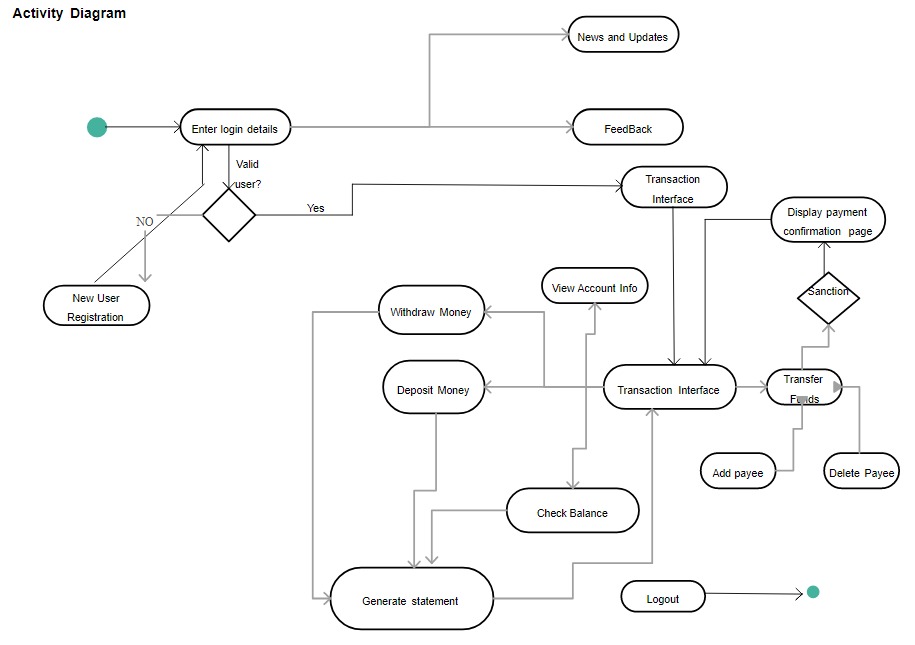 Activity Diagram
News and Updates
Enter login details
FeedBack
Valid
user?
Transaction
Interface
Yes
NO
Display payment
confirmation page
New User
Registration
View Account Info
Sanction
Withdraw Money
Deposit Money
Transaction Interface
Transfer
Funds
Add payee
Delete Payee
Check Balance
Generate statement
Logout